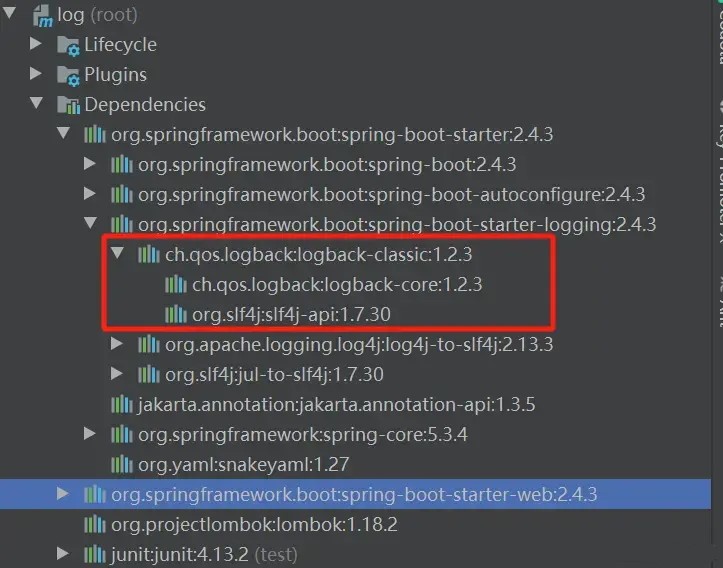 log (root)
Lifecycle
Plugins
Dependencies
org.springframework.boot:spring-boot-starter:2.4.3
org.springframework.boot:spring-boot:2.4.3
org.springframework.boot:spring-boot-autoconfigure:2.4.3
org.springframework.boot:spring-boot-starter-logging:2.4.3
ch.qos.logback:logback-classic:1.2.3
ch.qos.logback:logback-core:1.2.3
org.slf4j:slf4j-api:1.7.30
org.apache.logging.log4j:log4j-to-slf4j:2.13.3
org.slf4j:jul-to-slf4j:1.7.30
jakarta.annotation:jakarta.annotation-api:1.3.5
org.springframework:spring-core:5.3.4
org.yaml:snakeyaml:1.27
org.springframework.boot:spring-boot-starter-web:2.4.3
org.projectlombok:lombok:1.18.2
junit:junit:4.13.2 (test)